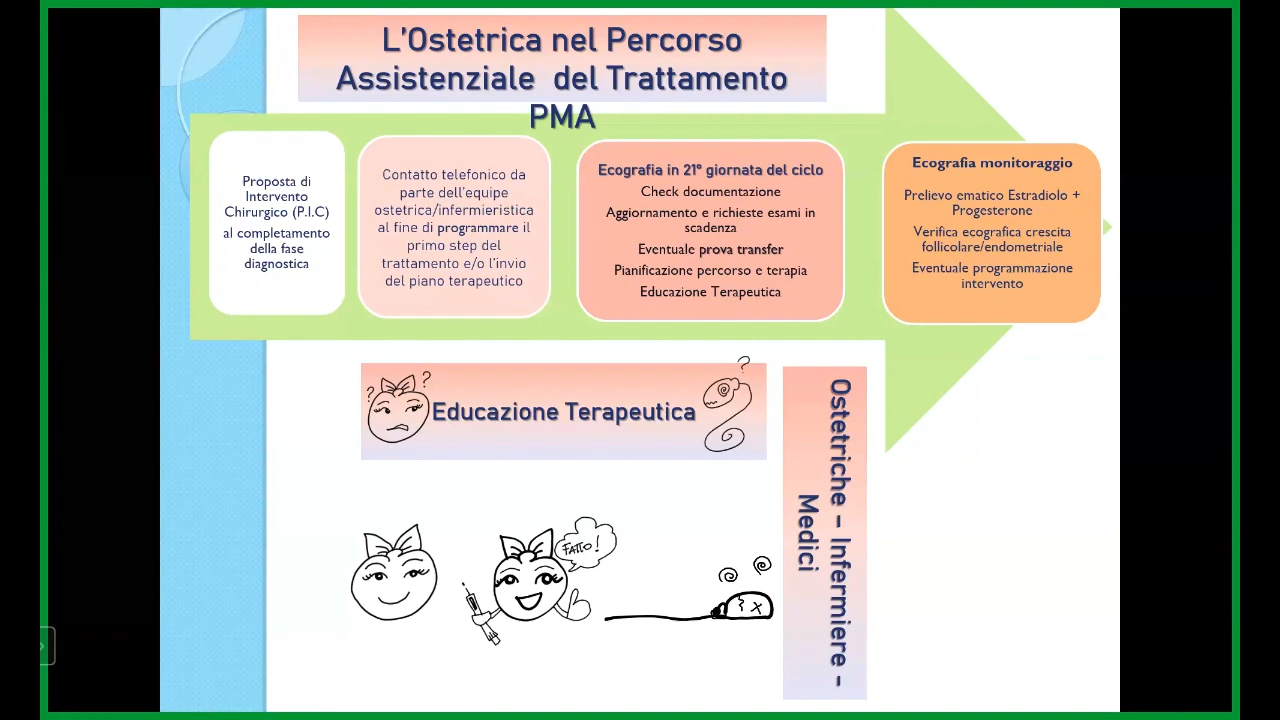 L'Ostetrica nel Percorso
Assistenziale del Trattamento
PMA
Proposta di
Intervento
Chirurgico (P.I.C)
al completamento
della fase
diagnostica
Contatto telefonico da
parte dell'equipe
ostetrica/infermieristica
al fine di programmare il
primo step del
trattamento e/o l'invio
del piano terapeutico
Ecografia in 21° giornata del ciclo
Check documentazione
Aggiornamento e richieste esami in
scadenza
Eventuale prova transfer
Pianificazione percorso e terapia
Educazione Terapeutica
Ecografia monitoraggio
Prelievo ematico Estradiolo +
Progesterone
Verifica ecografica crescita
follicolare/endometriale
Eventuale programmazione
intervento
? ?
Educazione Terapeutica
?
FATTO!
Ostetriche – Infermiere –
Medici